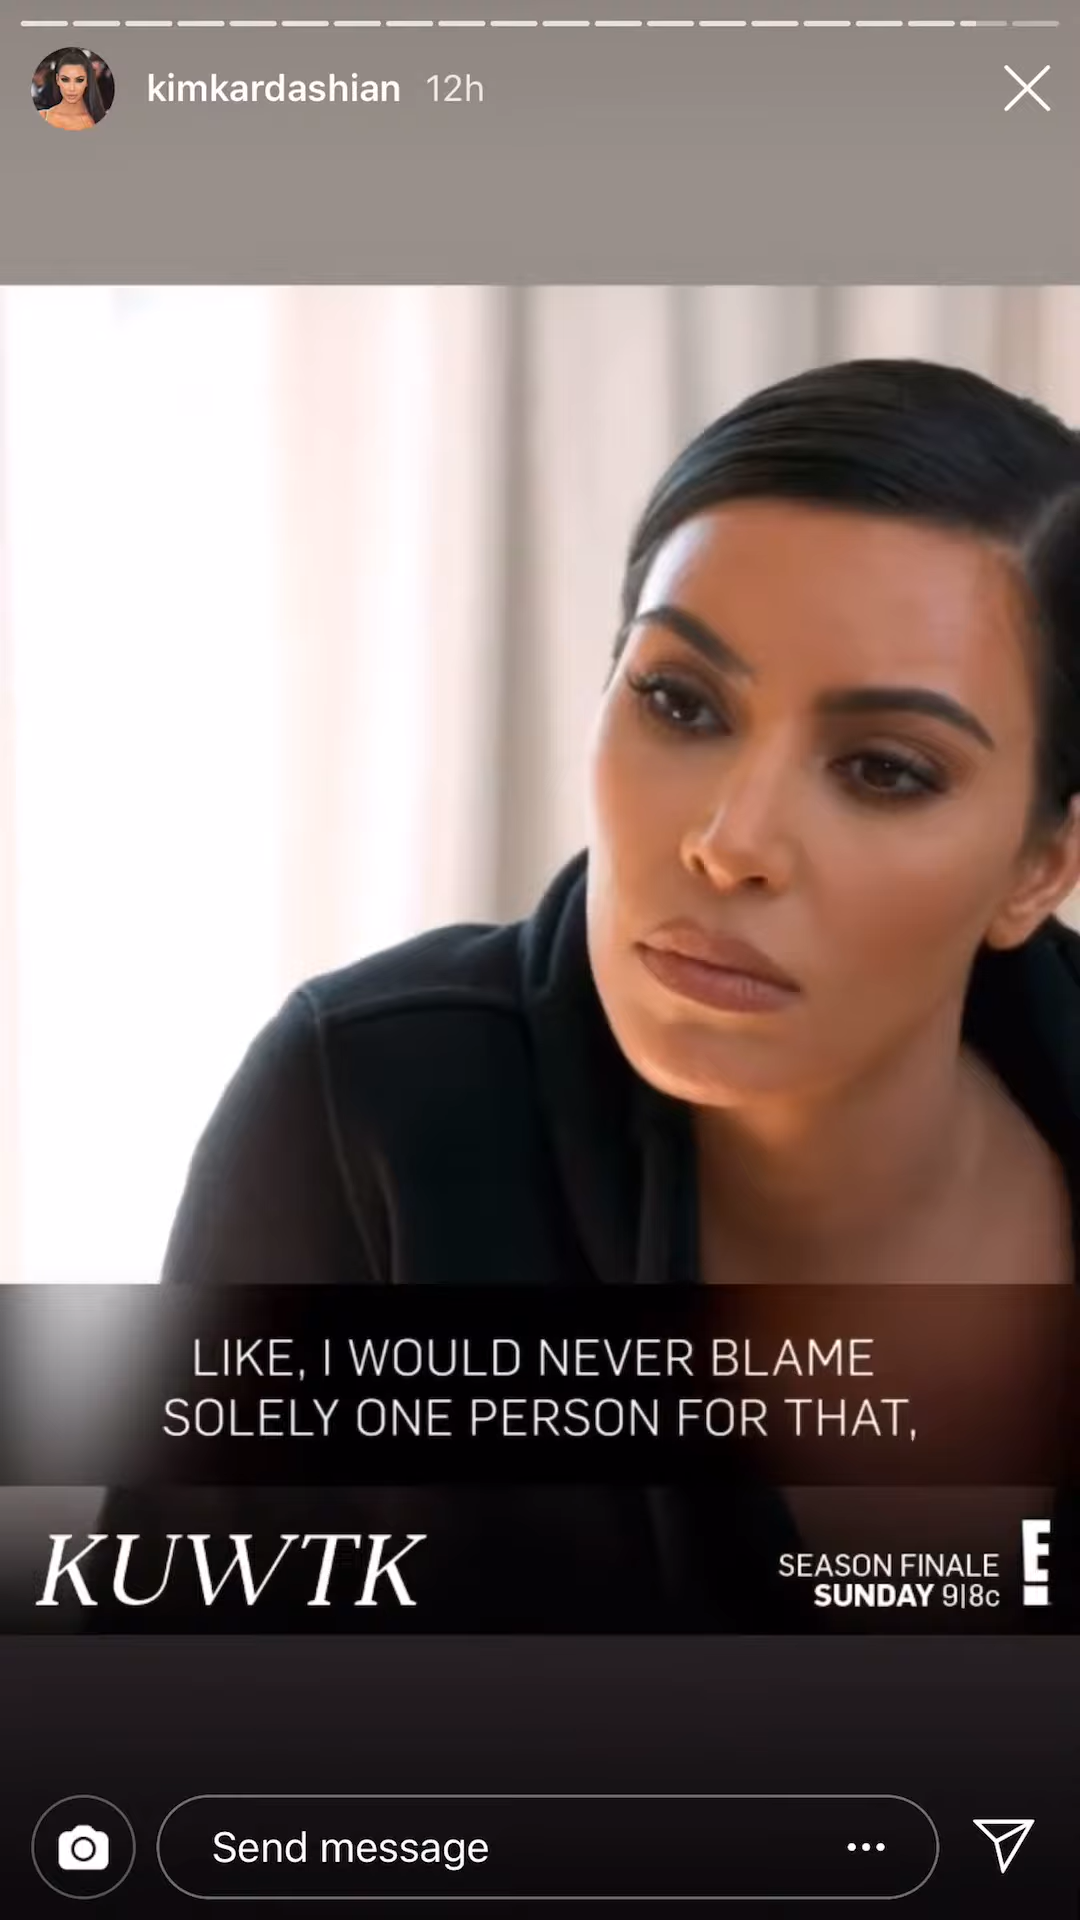 kimkardashian 12h
LIKE, I WOULD NEVER BLAME
SOLELY ONE PERSON FOR THAT,
KUWTK
SEASON FINALE
SUNDAY 9|8c
E!
Send message